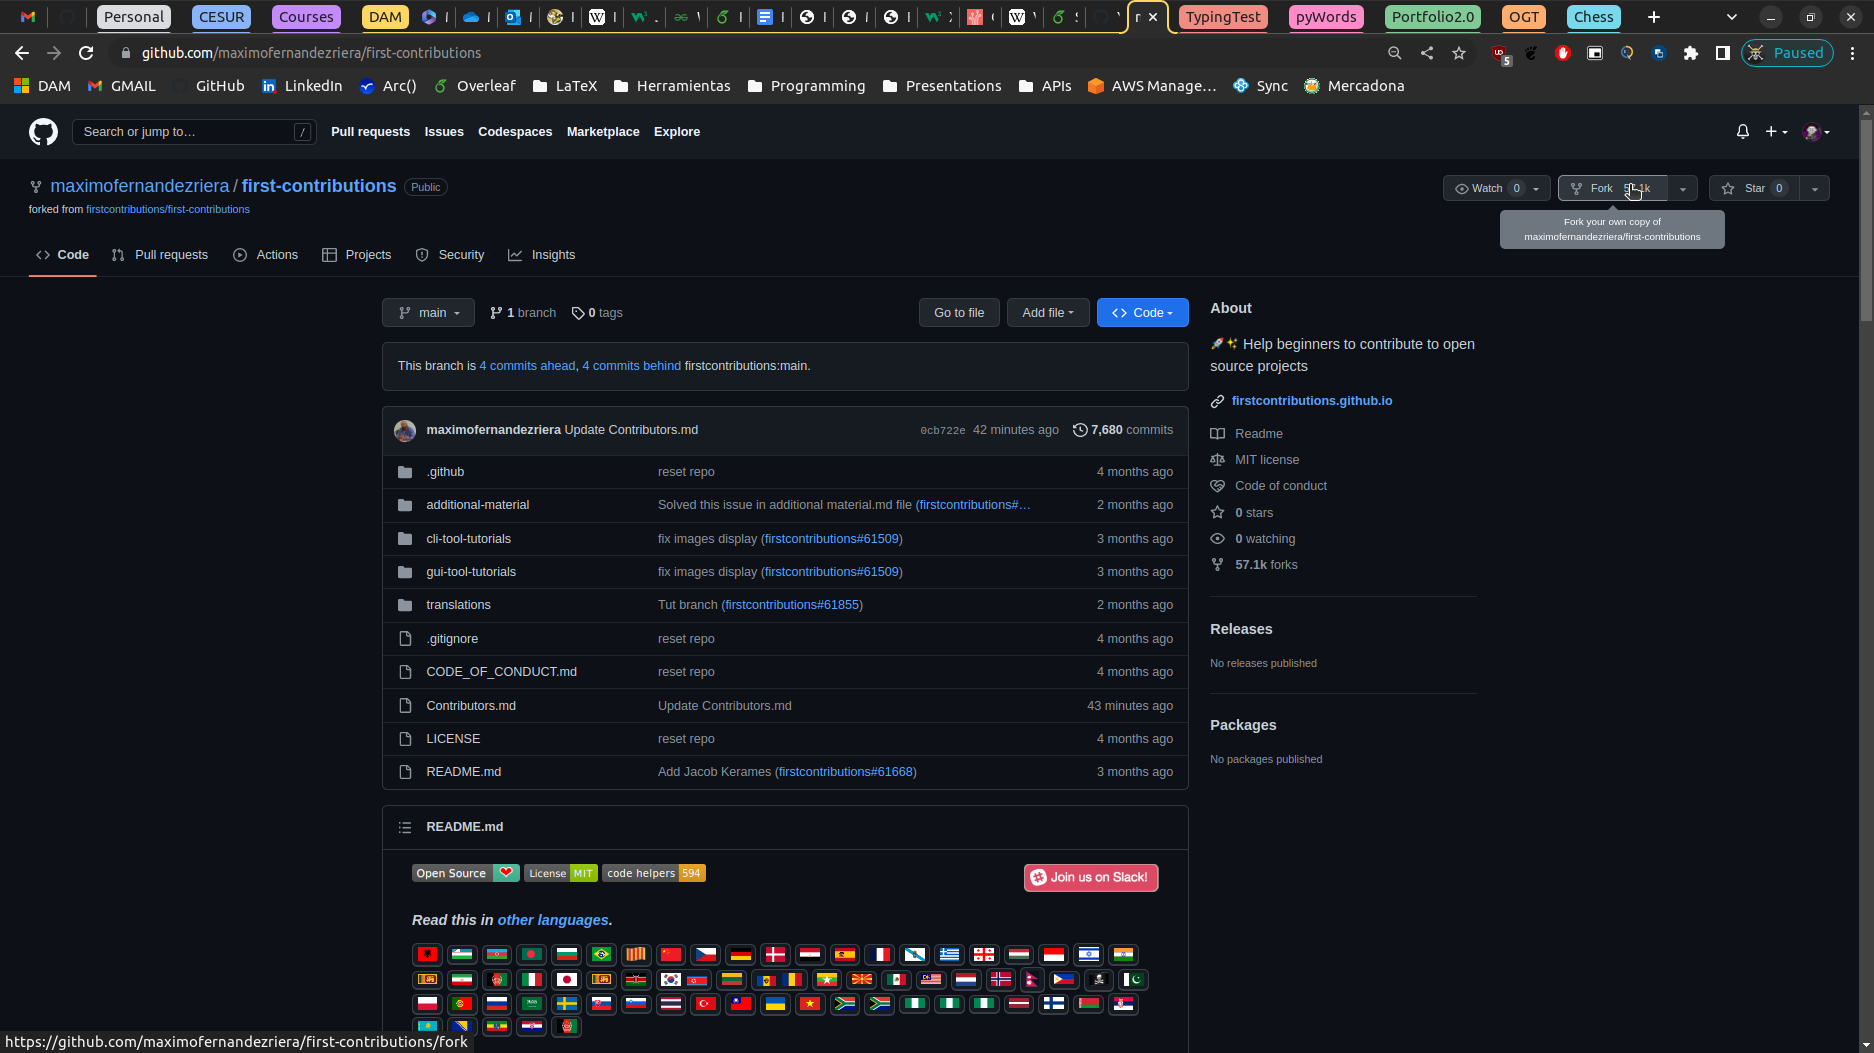 Personal CESUR Courses DAM TypingTest pyWords Portfolio2.0 OGT Chess
github.com/maximofernandezriera/first-contributions 5 Paused
DAM GMAIL GitHub LinkedIn Arc() Overleaf LaTeX Herramientas Programming Presentations APIs AWS Manage... Sync Mercadona
Search or jump to... / Pull requests Issues Codespaces Marketplace Explore
maximofernandezriera / first-contributions Public Watch 0 Fork Star 0
forked from firstcontributions/first-contributions
Fork your own copy of
maximofernandezriera/first-contributions
Code Pull requests Actions Projects Security Insights
main 1 branch 0 tags Go to file Add file Code
This branch is 4 commits ahead, 4 commits behind firstcontributions:main.
maximofernandezriera Update Contributors.md 0cb722e 42 minutes ago 7,680 commits
.github reset repo 4 months ago
additional-material Solved this issue in additional material.md file (firstcontributions#... 2 months ago
cli-tool-tutorials fix images display (firstcontributions#61509) 3 months ago
gui-tool-tutorials fix images display (firstcontributions#61509) 3 months ago
translations Tut branch (firstcontributions#61855) 2 months ago
.gitignore reset repo 4 months ago
CODE_OF_CONDUCT.md reset repo 4 months ago
Contributors.md Update Contributors.md 43 minutes ago
LICENSE reset repo 4 months ago
README.md Add Jacob Kerames (firstcontributions#61668) 3 months ago
About
🚀✨ Help beginners to contribute to open
source projects
firstcontributions.github.io
Readme
MIT license
Code of conduct
0 stars
0 watching
57.1k forks
Releases
No releases published
Packages
No packages published
README.md
Open Source License MIT code helpers 594 Join us on Slack!
Read this in other languages.
https://github.com/maximofernandezriera/first-contributions/fork